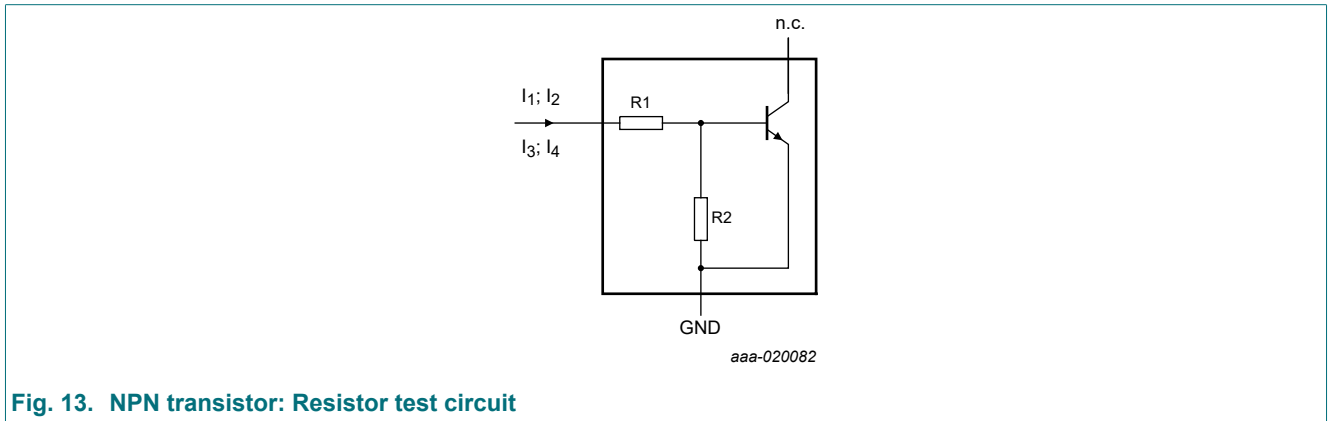 n.c.
I1; I2
R1
I3; I4
R2
GND
aaa-020082
Fig. 13. NPN transistor: Resistor test circuit